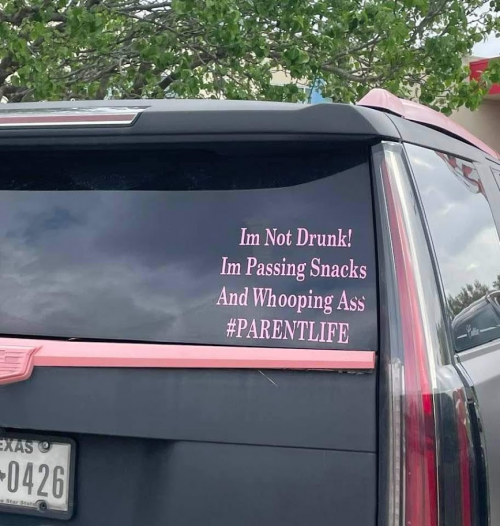 Im Not Drunk!
Im Passing Snacks
And Whooping Ass
#PARENTLIFE
EXAS
0426